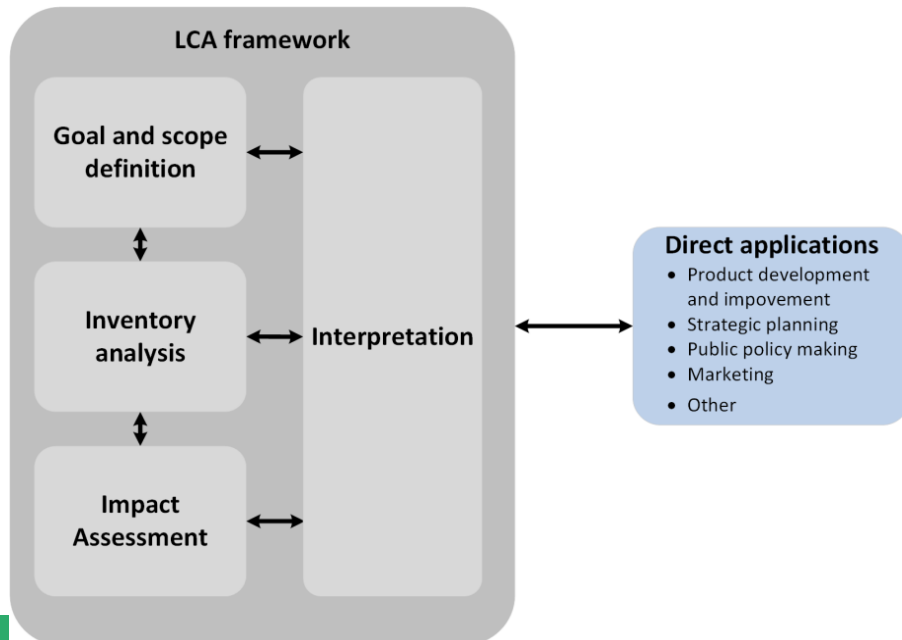 LCA framework
Goal and scope
definition
Inventory
analysis
Impact
Assessment
Interpretation
Direct applications
• Product development
and impovement
• Strategic planning
• Public policy making
• Marketing
• Other